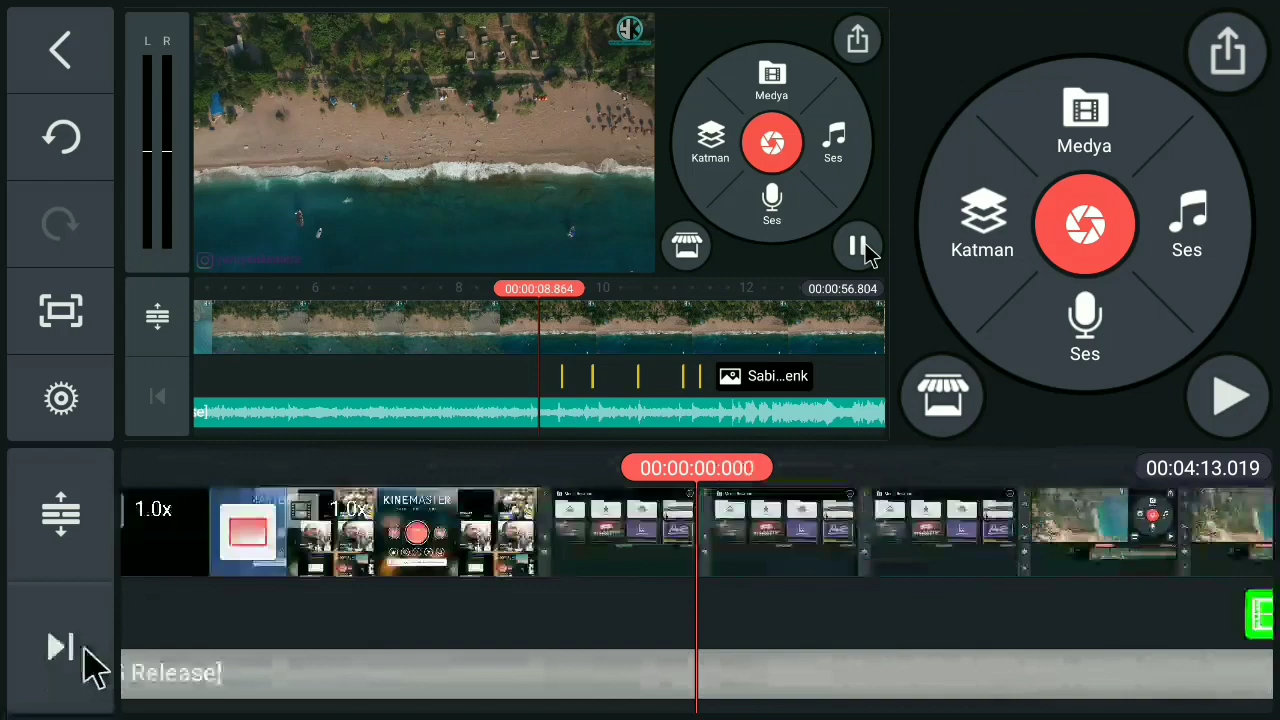 L R
Medya
Katman
Ses
Ses
6
8
00:00:08.864
10
12
00:00:56.804
Sabi...enk
se]
Medya
Katman
Ses
Ses
00:00:00:000
00:04:13.019
1.0x
1.0x
KINEMASTER
Release]